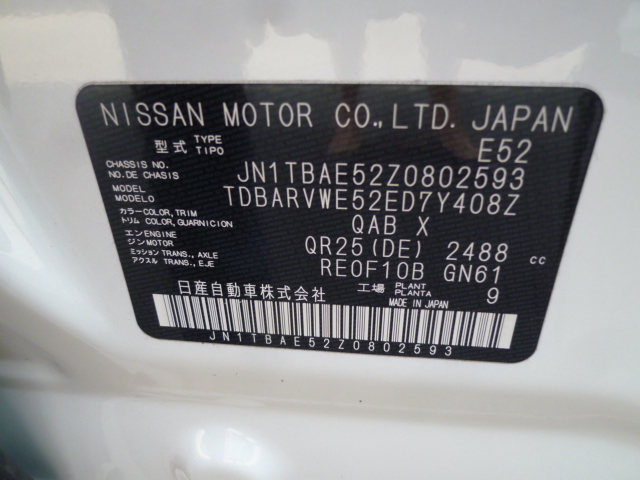 NISSAN MOTOR CO.,LTD. JAPAN
型式 TYPE TIPO E52
CHASSIS NO. NO.DE CHASIS JN1TBAE52Z0802593
MODEL MODELO TDBARVWE52ED7Y408Z
カラー COLOR, TRIM
トリム COLOR, GUARNICION QAB X
エンジン ENGINE MOTOR QR25(DE) 2488 cc
ミッション TRANS., AXLE
アクスル TRANS., EJE RE0F10B GN61
工場 PLANT PLANTA 9
日産自動車株式会社 MADE IN JAPAN
JN1TBAE52Z0802593